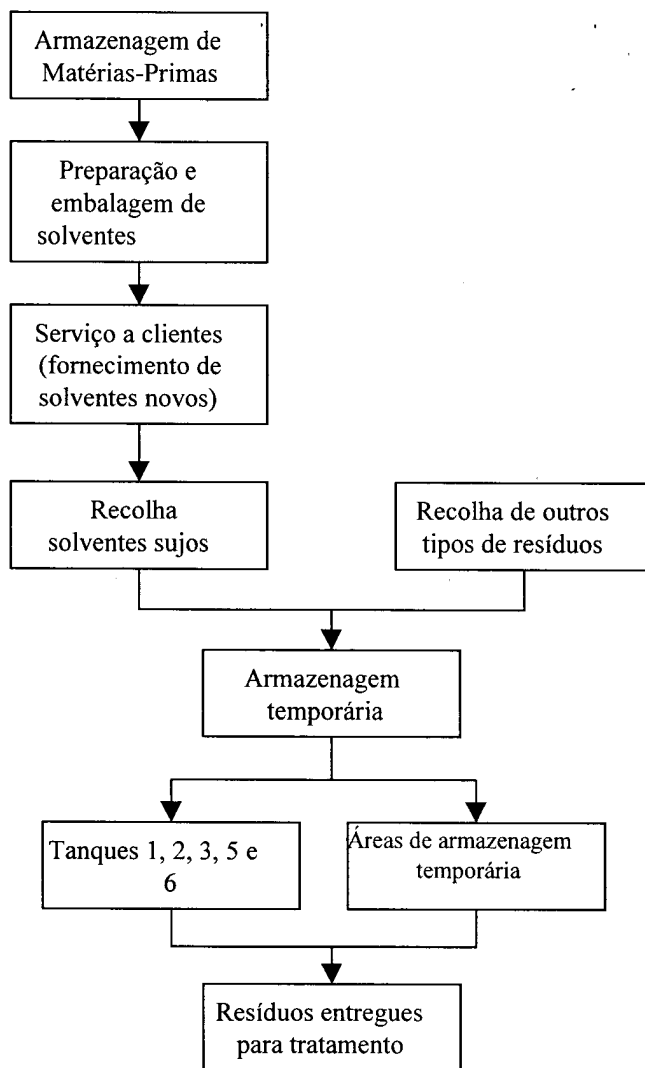 Armazenagem de
Matérias-Primas
Preparação e
embalagem de
solventes
Serviço a clientes
(fornecimento de
solventes novos)
Recolha
solventes sujos
Recolha de outros
tipos de resíduos
Armazenagem
temporária
Tanques 1, 2, 3, 5 e
6
Áreas de armazenagem
temporária
Resíduos entregues
para tratamento